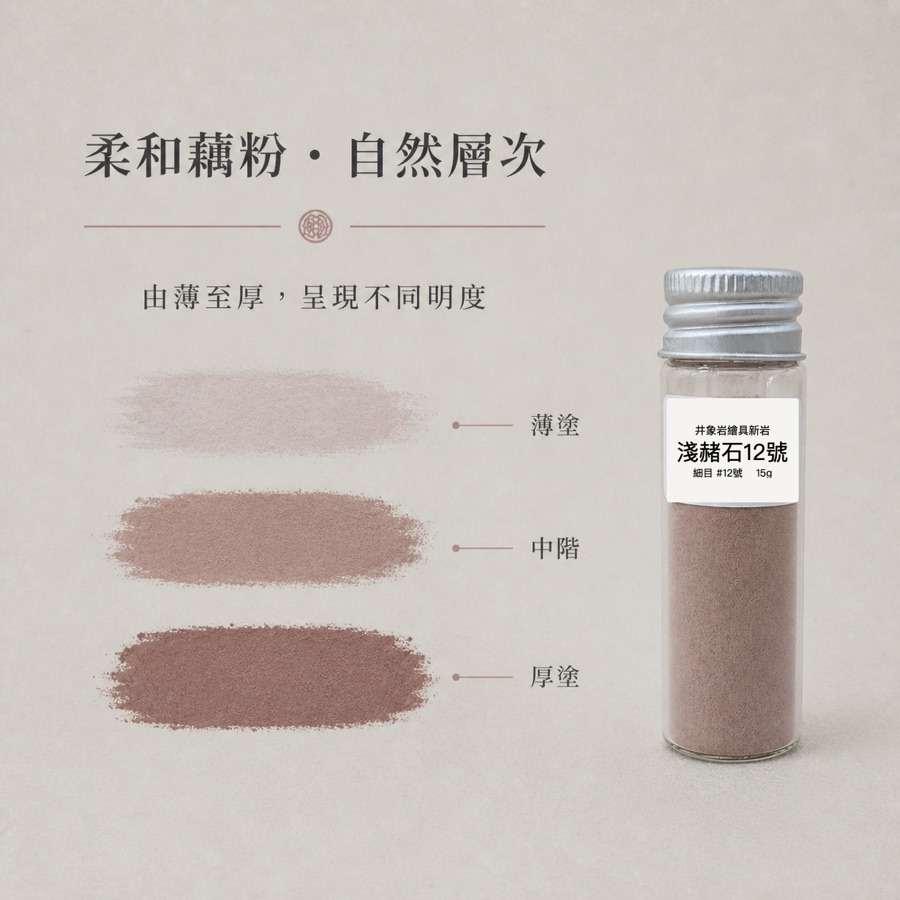 柔和藕粉・自然層次
由薄至厚，呈現不同明度
薄塗
中階
厚塗
井象岩繪具新岩
淺赭石12號
細目 #12號 15g